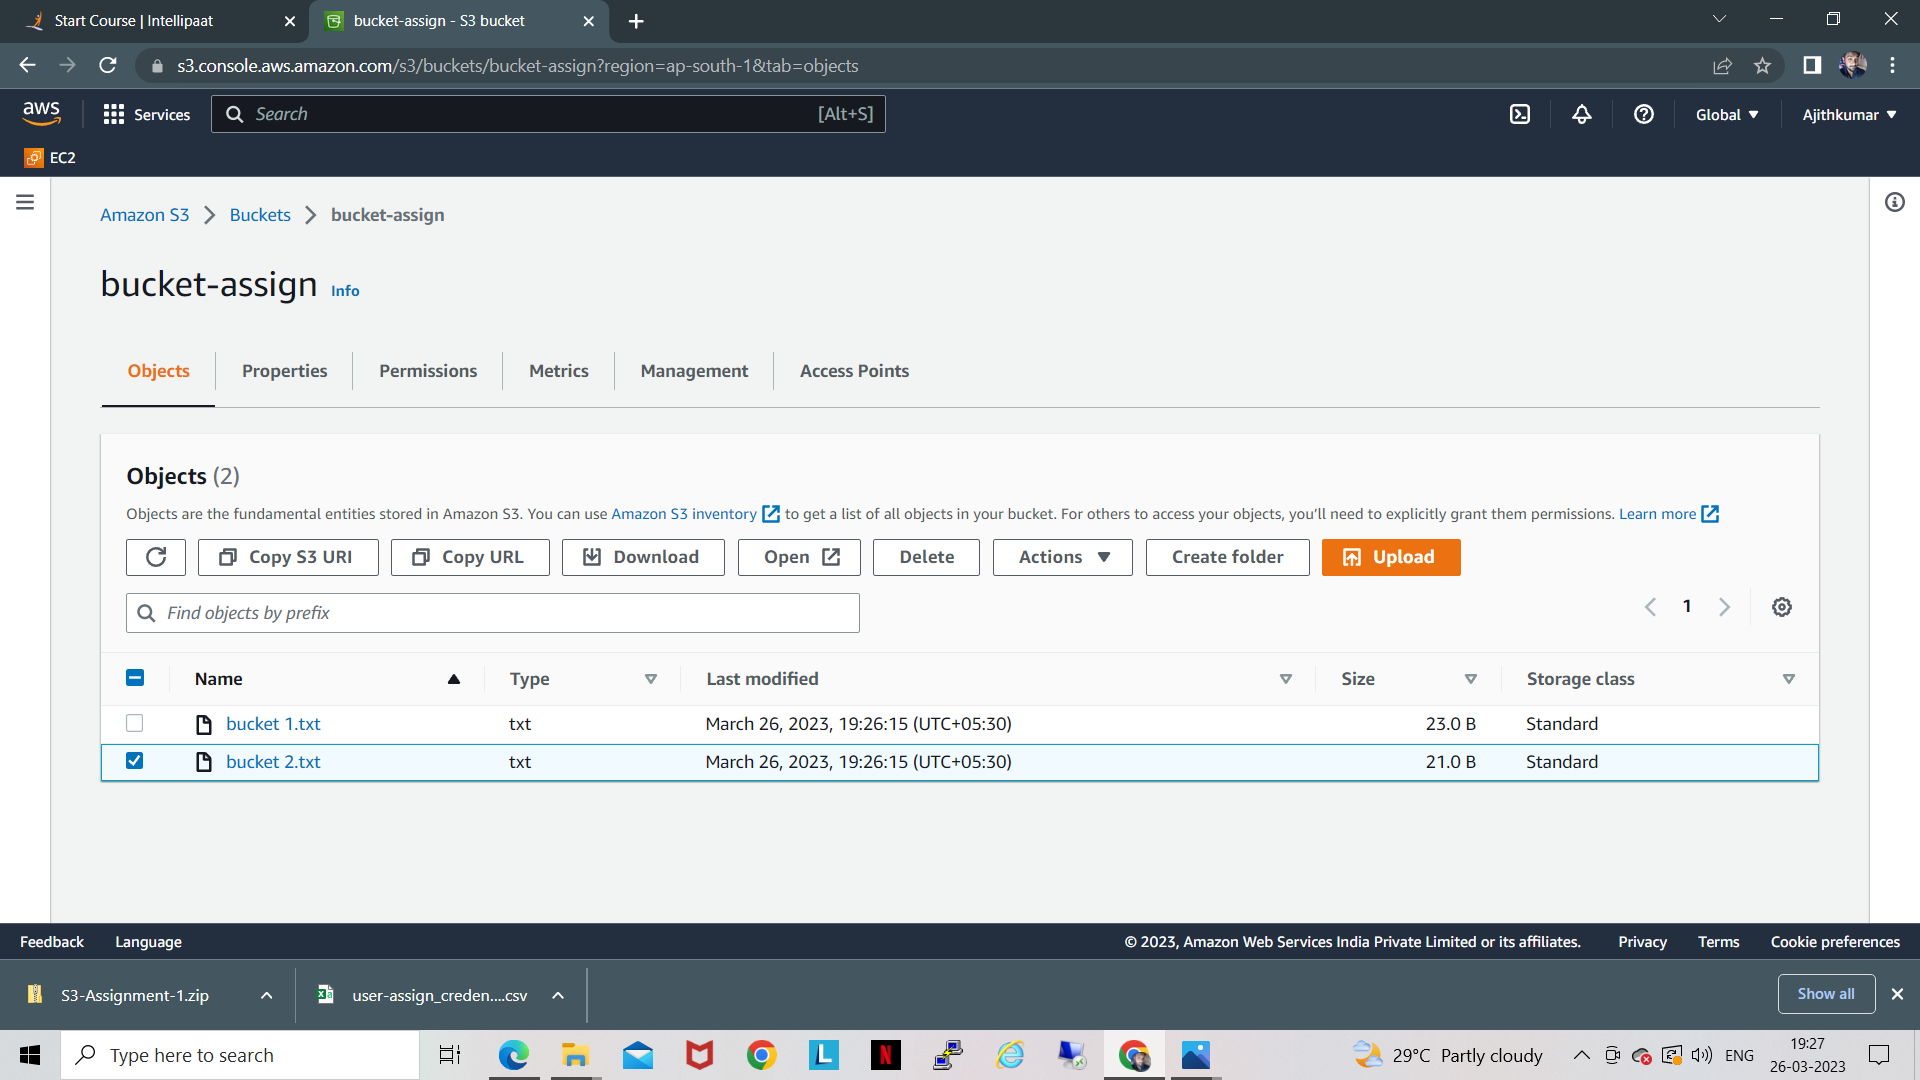 Start Course | Intellipaat
bucket-assign - S3 bucket
s3.console.aws.amazon.com/s3/buckets/bucket-assign?region=ap-south-1&tab=objects
aws
Services
Search
[Alt+S]
Global
Ajithkumar
EC2
Amazon S3
Buckets
bucket-assign
bucket-assign
Info
Objects
Properties
Permissions
Metrics
Management
Access Points
Objects (2)
Objects are the fundamental entities stored in Amazon S3. You can use Amazon S3 inventory to get a list of all objects in your bucket. For others to access your objects, you'll need to explicitly grant them permissions. Learn more
Copy S3 URI
Copy URL
Download
Open
Delete
Actions
Create folder
Upload
Find objects by prefix
1
Name
Type
Last modified
Size
Storage class
bucket 1.txt
txt
March 26, 2023, 19:26:15 (UTC+05:30)
23.0 B
Standard
bucket 2.txt
txt
March 26, 2023, 19:26:15 (UTC+05:30)
21.0 B
Standard
Feedback
Language
© 2023, Amazon Web Services India Private Limited or its affiliates.
Privacy
Terms
Cookie preferences
S3-Assignment-1.zip
user-assign_creden....csv
Show all
Type here to search
L
N
29°C Partly cloudy
ENG
19:27
26-03-2023